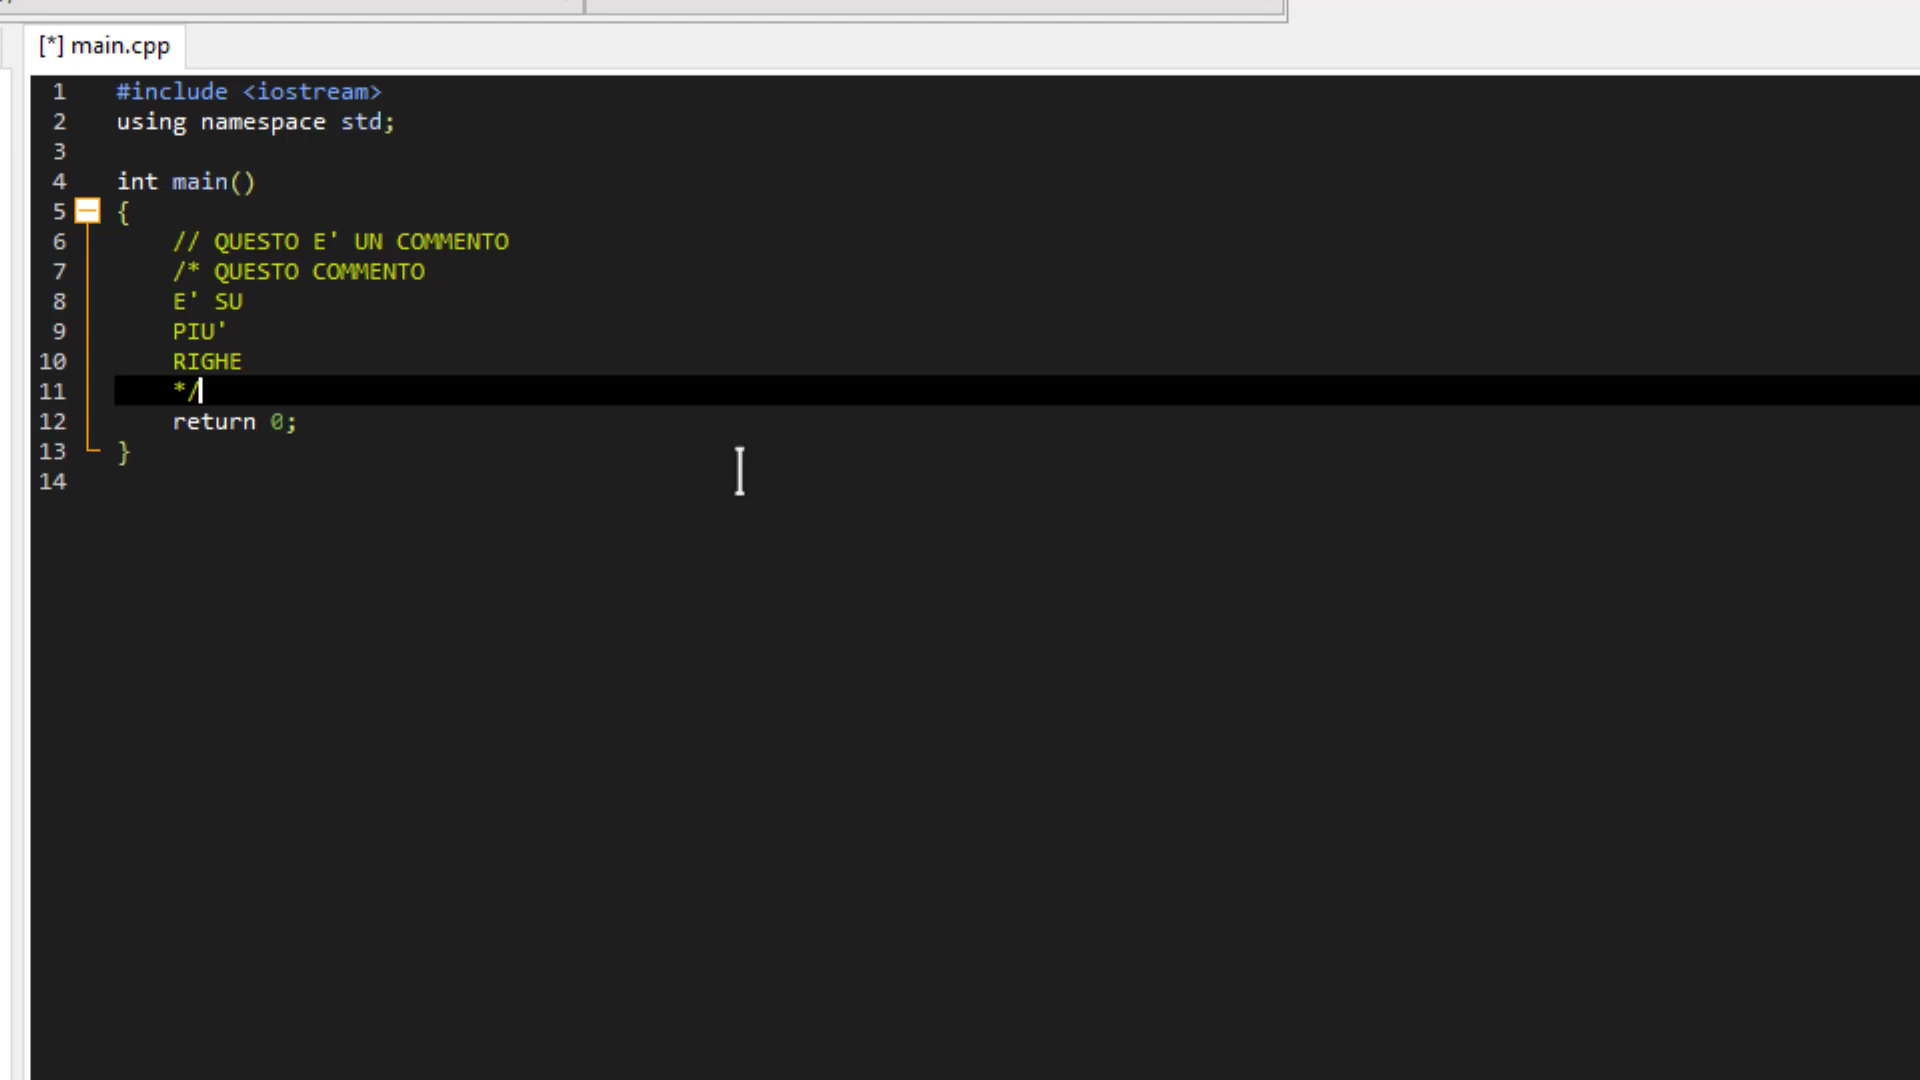 [*] main.cpp
1 #include <iostream>
2 using namespace std;
3
4 int main()
5 {
6 // QUESTO E' UN COMMENTO
7 /* QUESTO COMMENTO
8 E' SU
9 PIU'
10 RIGHE
11 */
12 return 0;
13 }
14